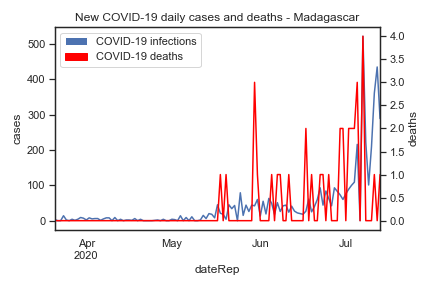 New COVID-19 daily cases and deaths - Madagascar
COVID-19 infections
COVID-19 deaths
cases
500
400
300
200
100
0
4.0
3.5
3.0
2.5
2.0
1.5
1.0
0.5
0.0
deaths
Apr
2020
May
Jun
Jul
dateRep